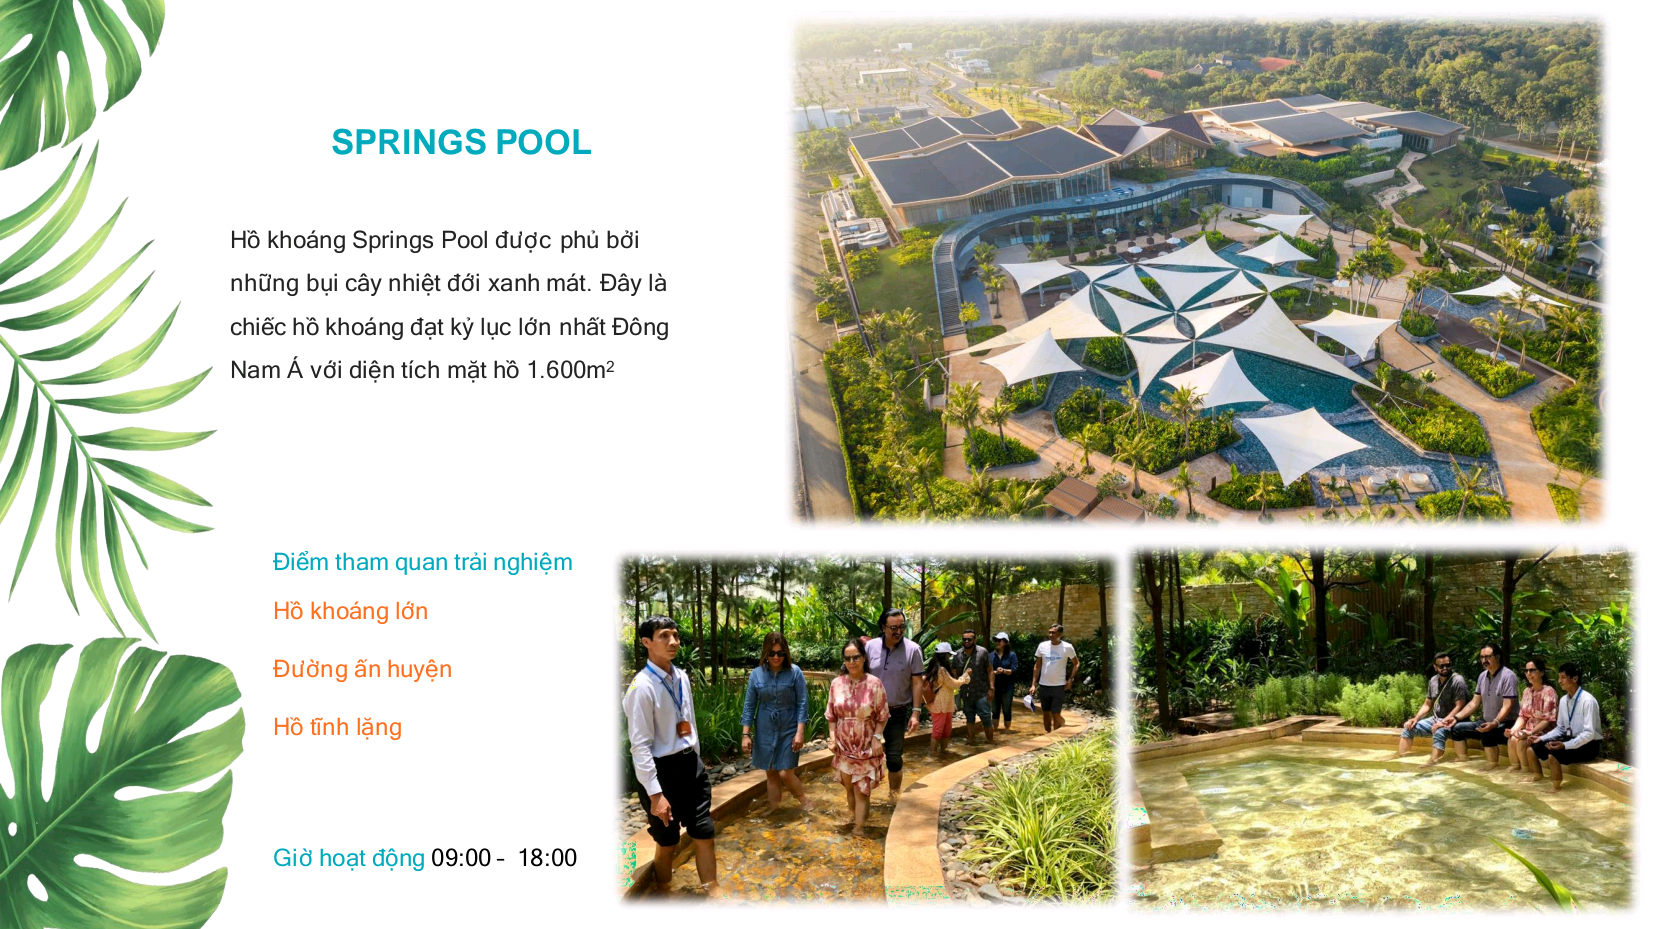 SPRINGS POOL
Hồ khoáng Springs Pool được phủ bởi
những bụi cây nhiệt đới xanh mát. Đây là
chiếc hồ khoáng đạt kỷ lục lớn nhất Đông
Nam Á với diện tích mặt hồ 1.600m²
Điểm tham quan trải nghiệm
Hồ khoáng lớn
Đường ấn huyện
Hồ tĩnh lặng
Giờ hoạt động 09:00 - 18:00